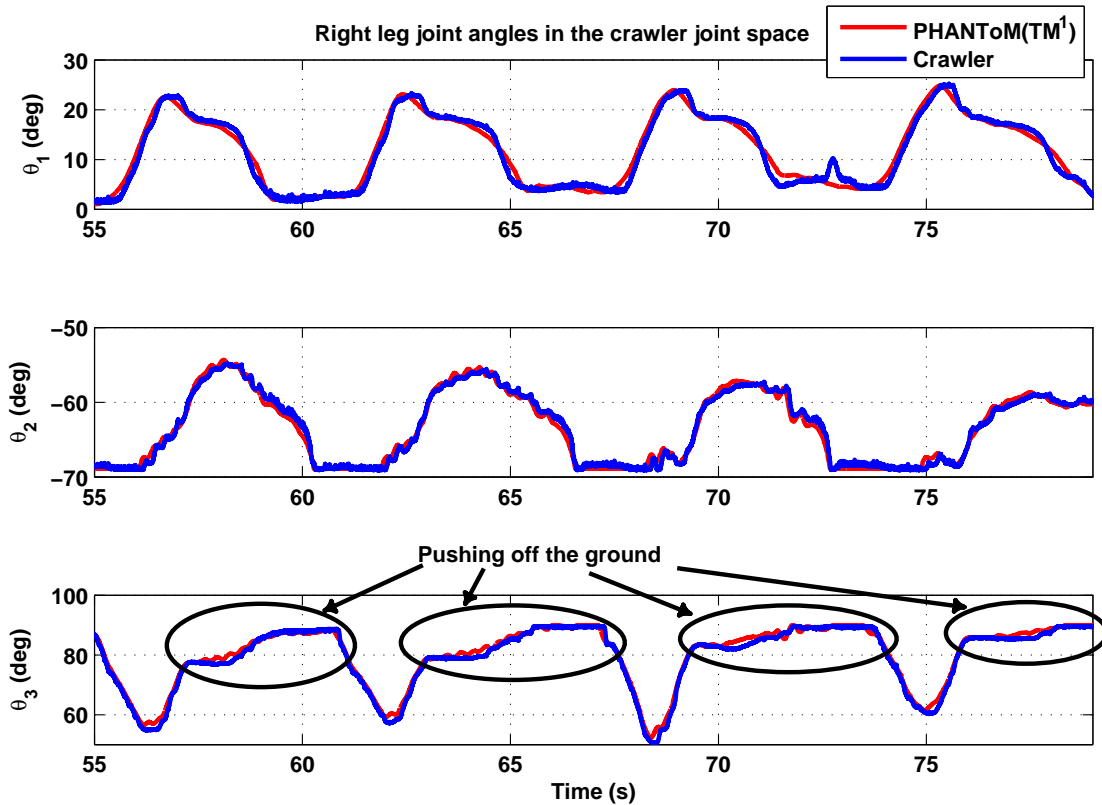 Right leg joint angles in the crawler joint space
PHANToM(TM¹)
Crawler
θ₁ (deg)
30
20
10
0
55 60 65 70 75
θ₂ (deg)
−50
−60
−70
55 60 65 70 75
Pushing off the ground
θ₃ (deg)
100
80
60
55 60 65 70 75
Time (s)